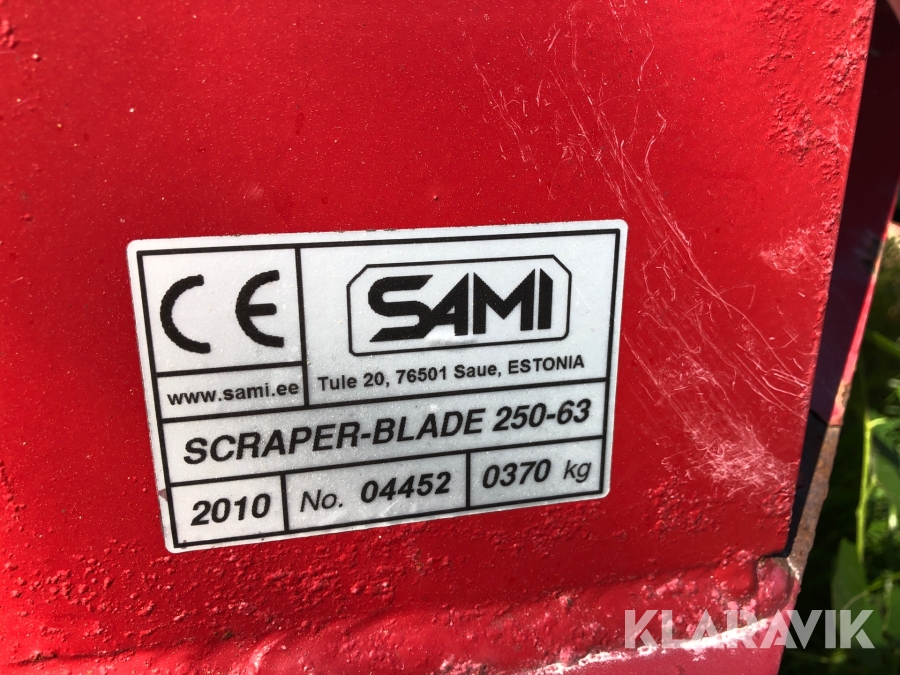 CE
SAMI
www.sami.ee
Tule 20, 76501 Saue, ESTONIA
SCRAPER-BLADE 250-63
2010 No. 04452 0370 kg
KLARAVIK